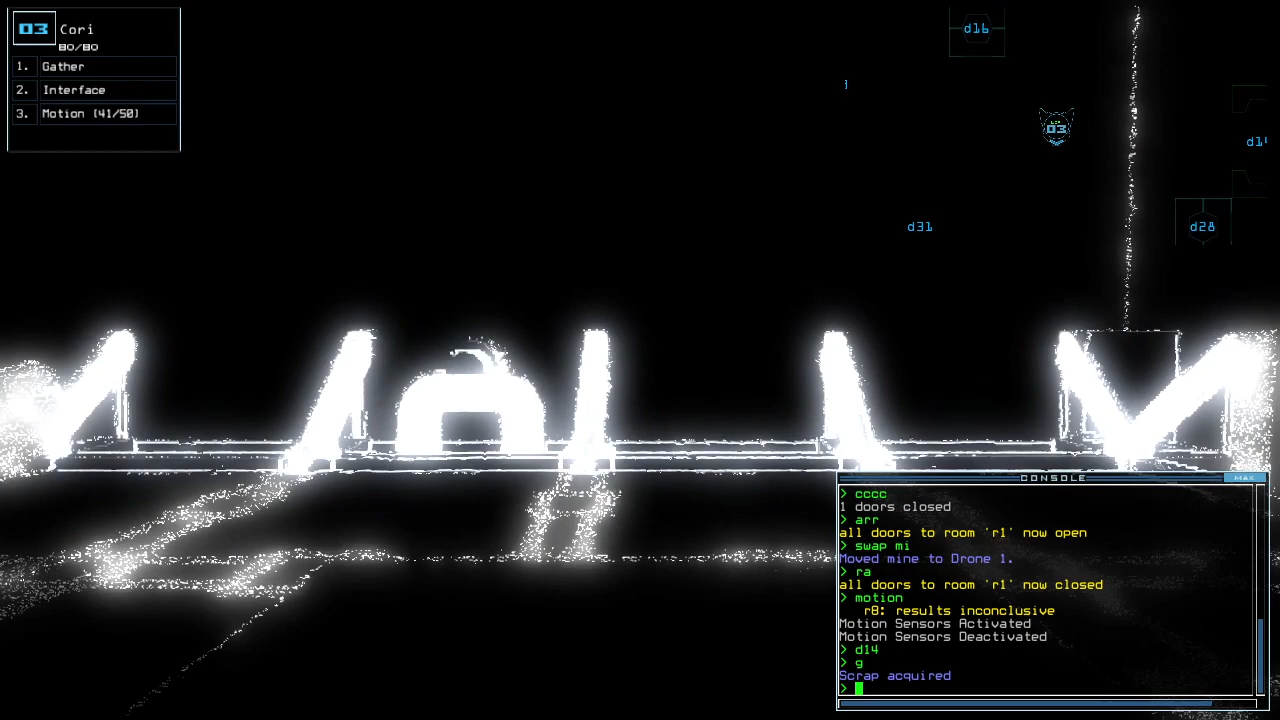 03 Cori
80/80
1. Gather
2. Interface
3. Motion (41/50)
d16
03
d31
d28
CONSOLE
MAX
> cccc
1 doors closed
> arr
all doors to room 'r1' now open
> swap mi
Moved mine to Drone 1.
> ra
all doors to room 'r1' now closed
> motion
r8: results inconclusive
Motion Sensors Activated
Motion Sensors Deactivated
> d14
> g
Scrap acquired
>